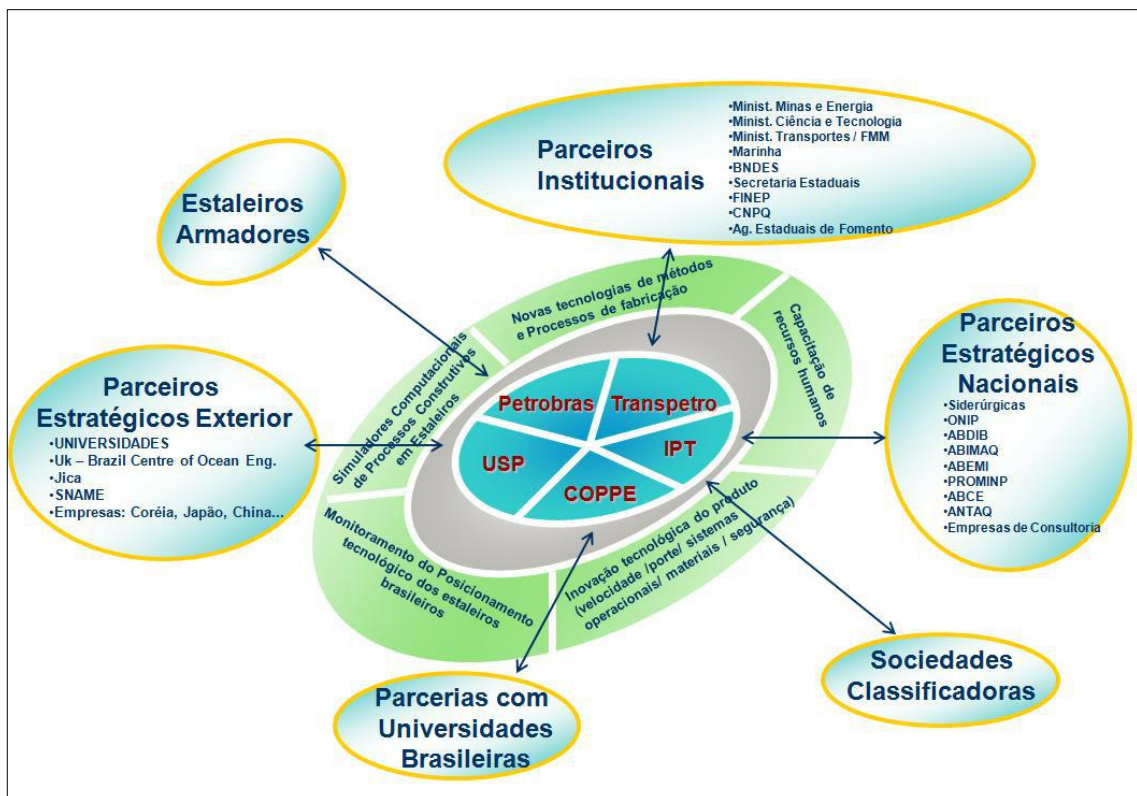 Parceiros
Institucionais
•Minist. Minas e Energia
•Minist. Ciência e Tecnologia
•Minist. Transportes / FMM
•Marinha
•BNDES
•Secretaria Estaduais
•FINEP
•CNPQ
•Ag. Estaduais de Fomento
Estaleiros
Armadores
Parceiros
Estratégicos Exterior
•UNIVERSIDADES
•Uk – Brazil Centre of Ocean Eng.
•Jica
•SNAME
•Empresas: Coréia, Japão, China...
Simuladores Computacionais
de Processos Construtivos
em Estaleiros
Novas tecnologias de métodos
e Processos de fabricação
Capacitação de
recursos humanos
Petrobras
Transpetro
USP
IPT
COPPE
Parceiros
Estratégicos
Nacionais
•Siderúrgicas
•ONIP
•ABDIB
•ABIMAQ
•ABEMI
•PROMINP
•ABCE
•ANTAQ
•Empresas de Consultoria
Monitoramento do Posicionamento
tecnológico dos estaleiros
brasileiros
Inovação tecnológica do produto
(velocidade /porte/ sistemas
operacionais/ materiais / segurança)
Parcerias com
Universidades
Brasileiras
Sociedades
Classificadoras